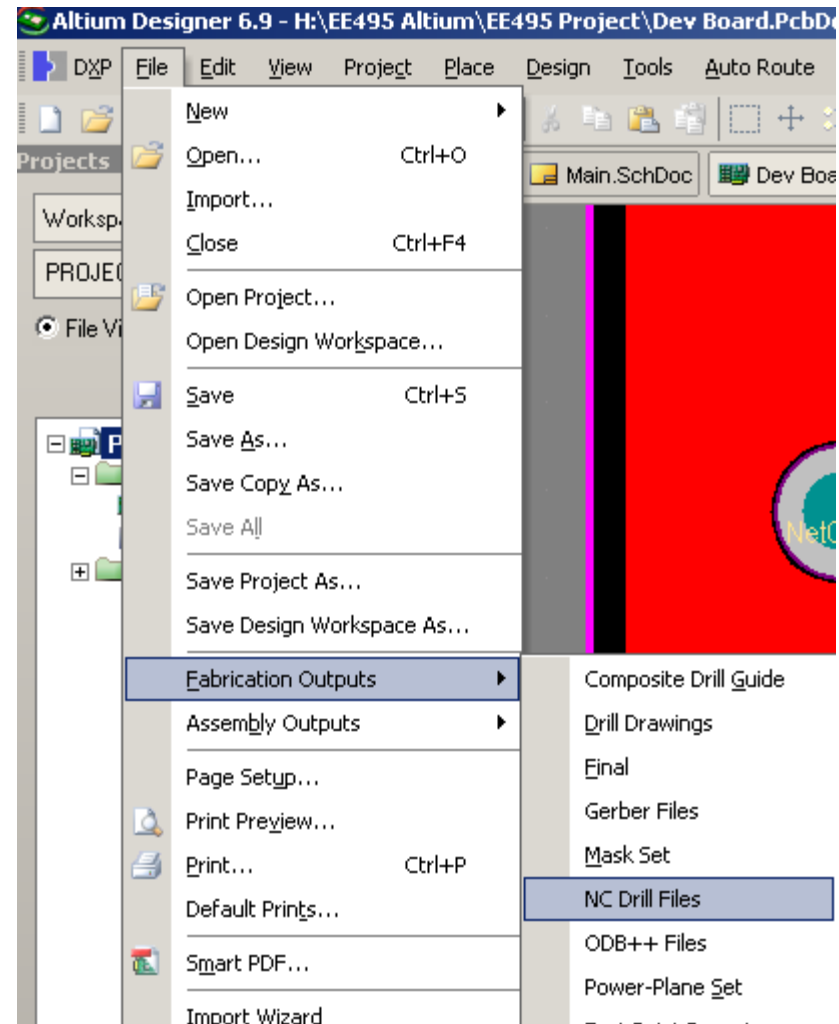 Altium Designer 6.9 - H:\EE495 Altium\EE495 Project\Dev Board.PcbD
DXP File Edit View Project Place Design Tools Auto Route
Projects
Main.SchDoc Dev Boa
Worksp
PROJE
File Vi
P
New
Open... Ctrl+O
Import...
Close Ctrl+F4
Open Project...
Open Design Workspace...
Save Ctrl+S
Save As...
Save Copy As...
Save All
Save Project As...
Save Design Workspace As...
Fabrication Outputs
Assembly Outputs
Page Setup...
Print Preview...
Print... Ctrl+P
Default Prints...
Smart PDF...
Import Wizard
Net
Composite Drill Guide
Drill Drawings
Final
Gerber Files
Mask Set
NC Drill Files
ODB++ Files
Power-Plane Set